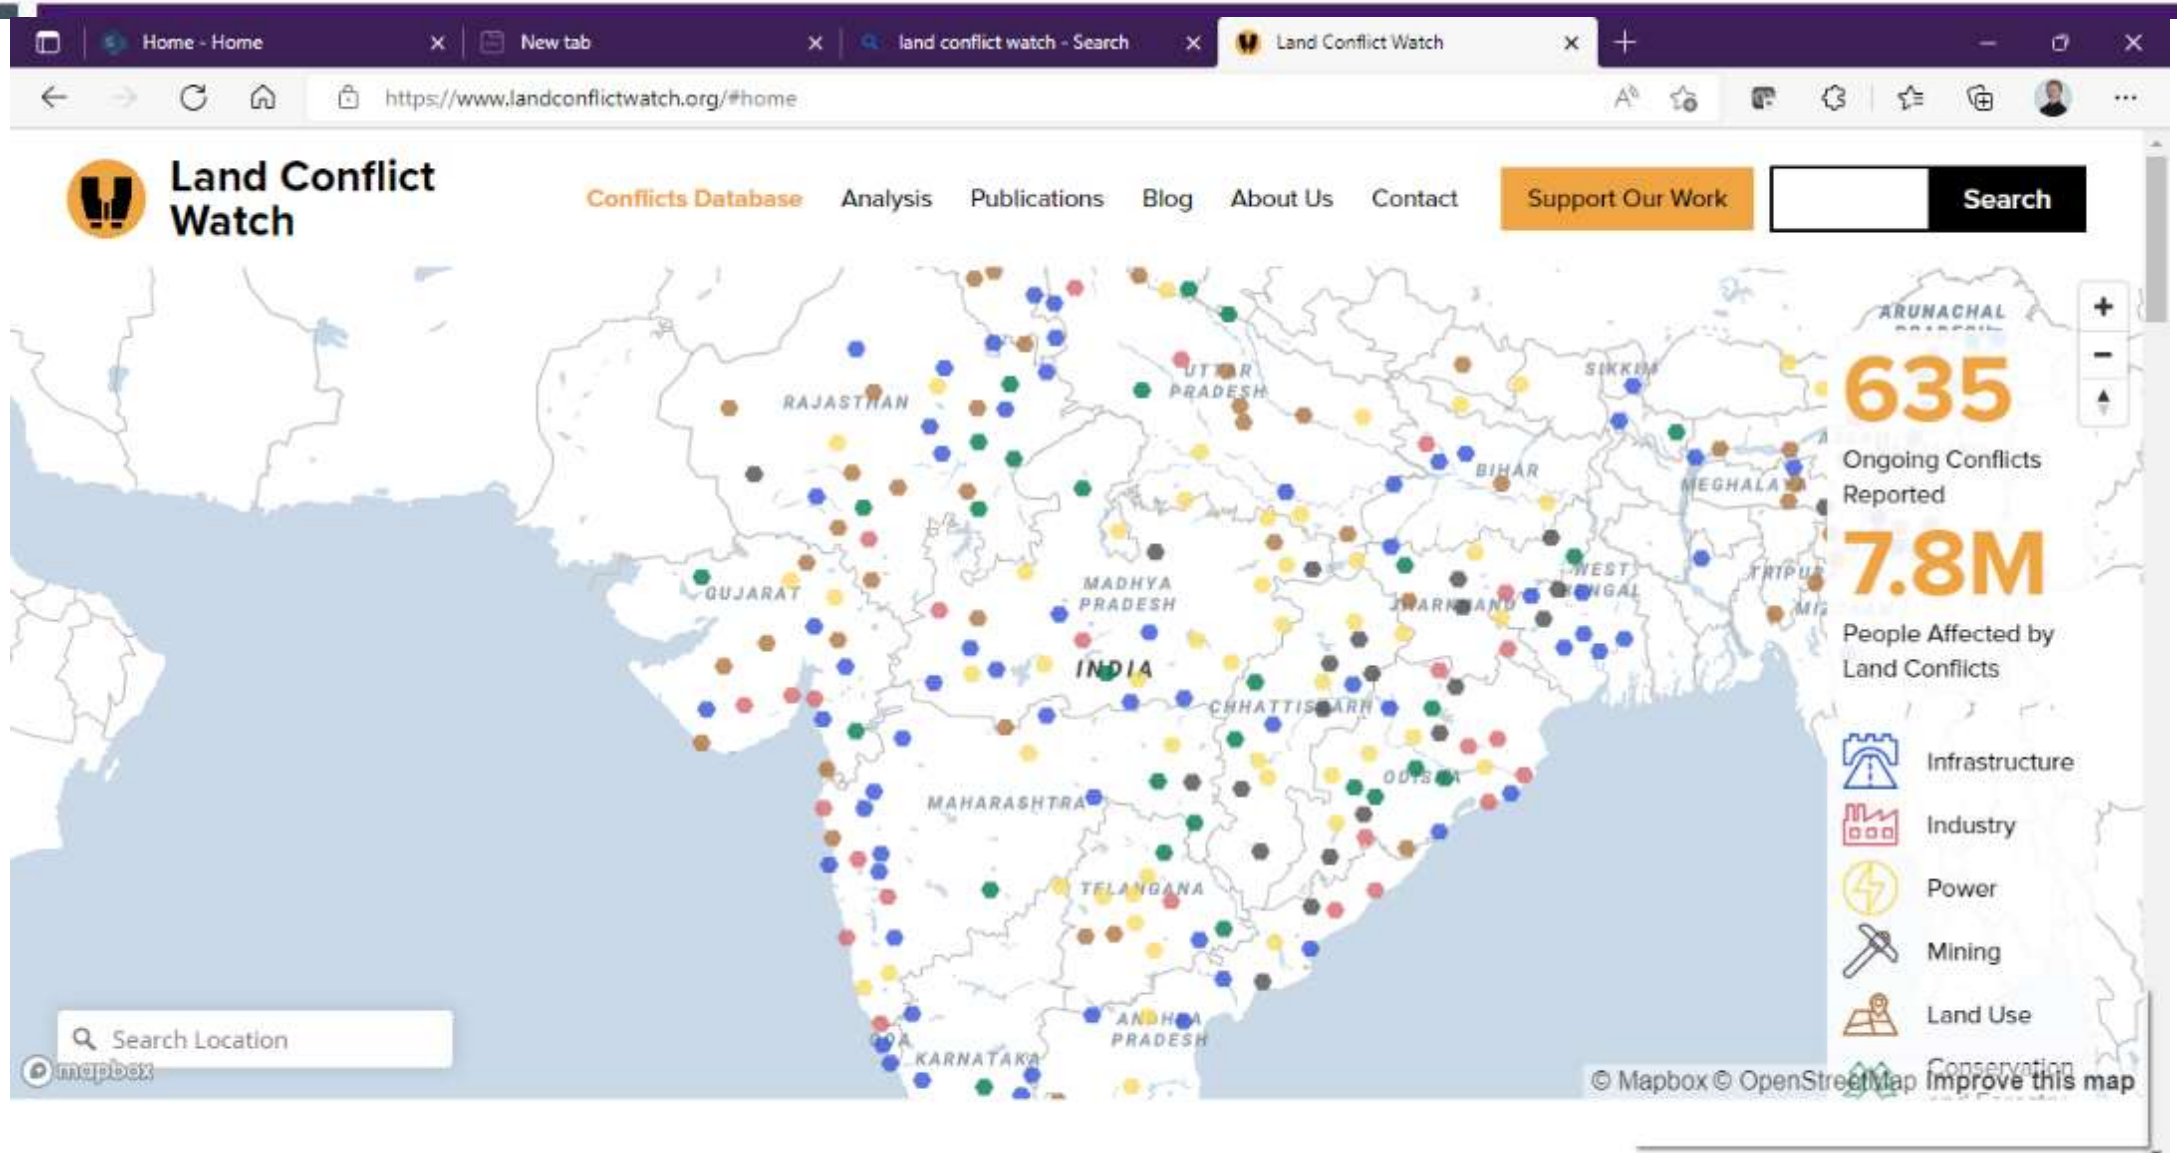 Home - Home
New tab
land conflict watch - Search
Land Conflict Watch
https://www.landconflictwatch.org/#home
Land Conflict
Watch
Conflicts Database
Analysis
Publications
Blog
About Us
Contact
Support Our Work
Search
ARUNACHAL
PRADESH
635
Ongoing Conflicts
Reported
7.8M
People Affected by
Land Conflicts
Infrastructure
Industry
Power
Mining
Land Use
Conservation
RAJASTHAN
UTTAR
PRADESH
SIKKIM
BIHAR
MEGHALAYA
GUJARAT
MADHYA
PRADESH
JHARKHAND
WEST
BENGAL
INDIA
CHHATTISGARH
ODISHA
MAHARASHTRA
TELANGANA
ANDHRA
PRADESH
GOA
KARNATAKA
Search Location
mapbox
© Mapbox © OpenStreetMap Improve this map